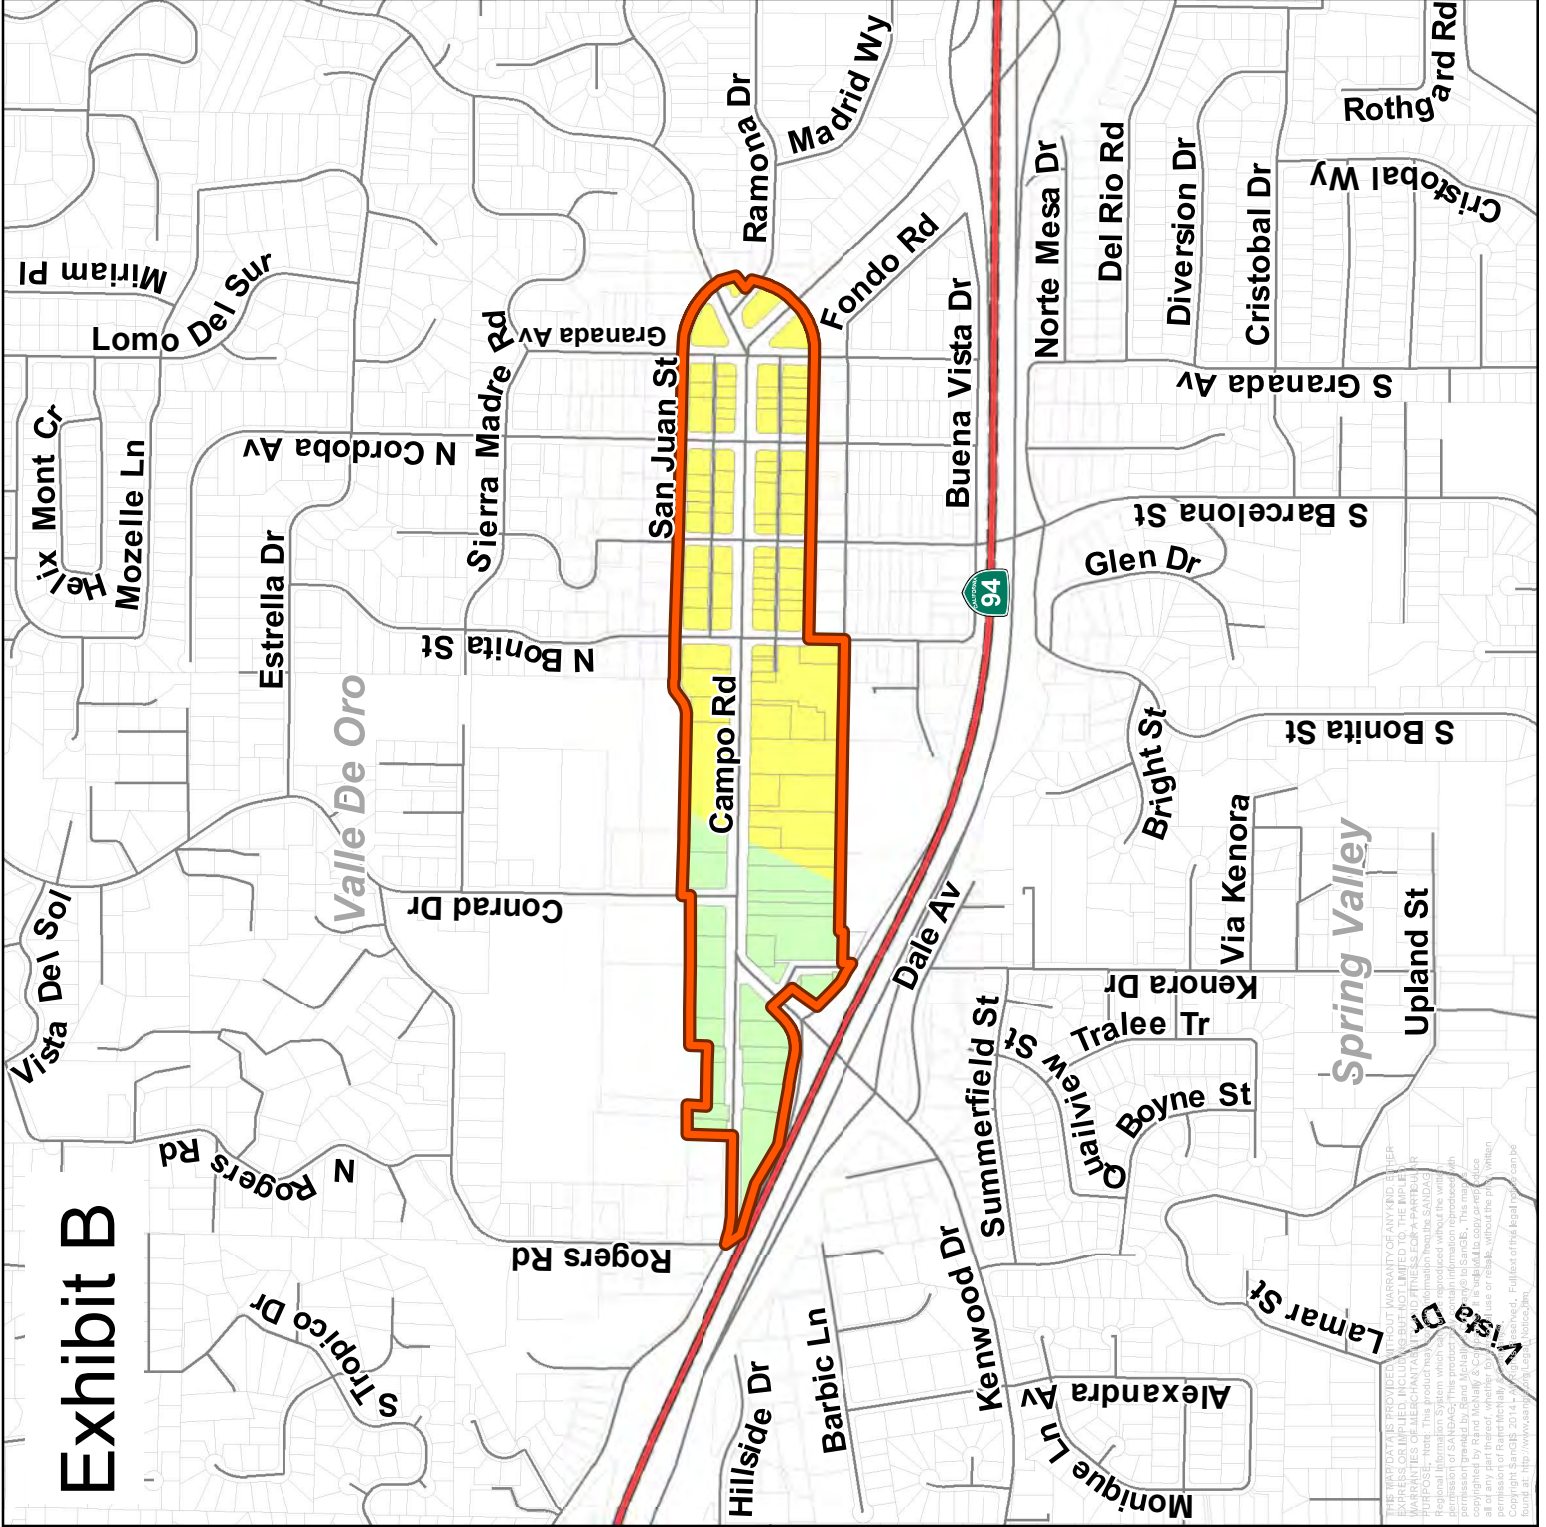 Exhibit B
Miriam Pl
Lomo Del Sur
Helix Mont Cr
Mozelle Ln
Estrella Dr
N Cordoba Av
Sierra Madre Rd
Granada Av
San Juan St
N Bonita St
Valle De Oro
Campo Rd
Conrad Dr
Vista Del Sol
N Rogers Rd
Rogers Rd
S Tropico Dr
Ramona Dr
Madrid Wy
Fondo Rd
Buena Vista Dr
Norte Mesa Dr
Del Rio Rd
Diversion Dr
Cristobal Dr
Cristobal Wy
Rothgard Rd
S Granada Av
S Barcelona St
Glen Dr
CALIFORNIA
94
Bright St
S Bonita St
Via Kenora
Spring Valley
Upland St
Dale Av
Kenora Dr
Tralee Tr
Quailview St
Summerfield St
Boyne St
Kenwood Dr
Barbic Ln
Hillside Dr
Alexandra Av
Monique Ln
Lamar St
Vista Dr